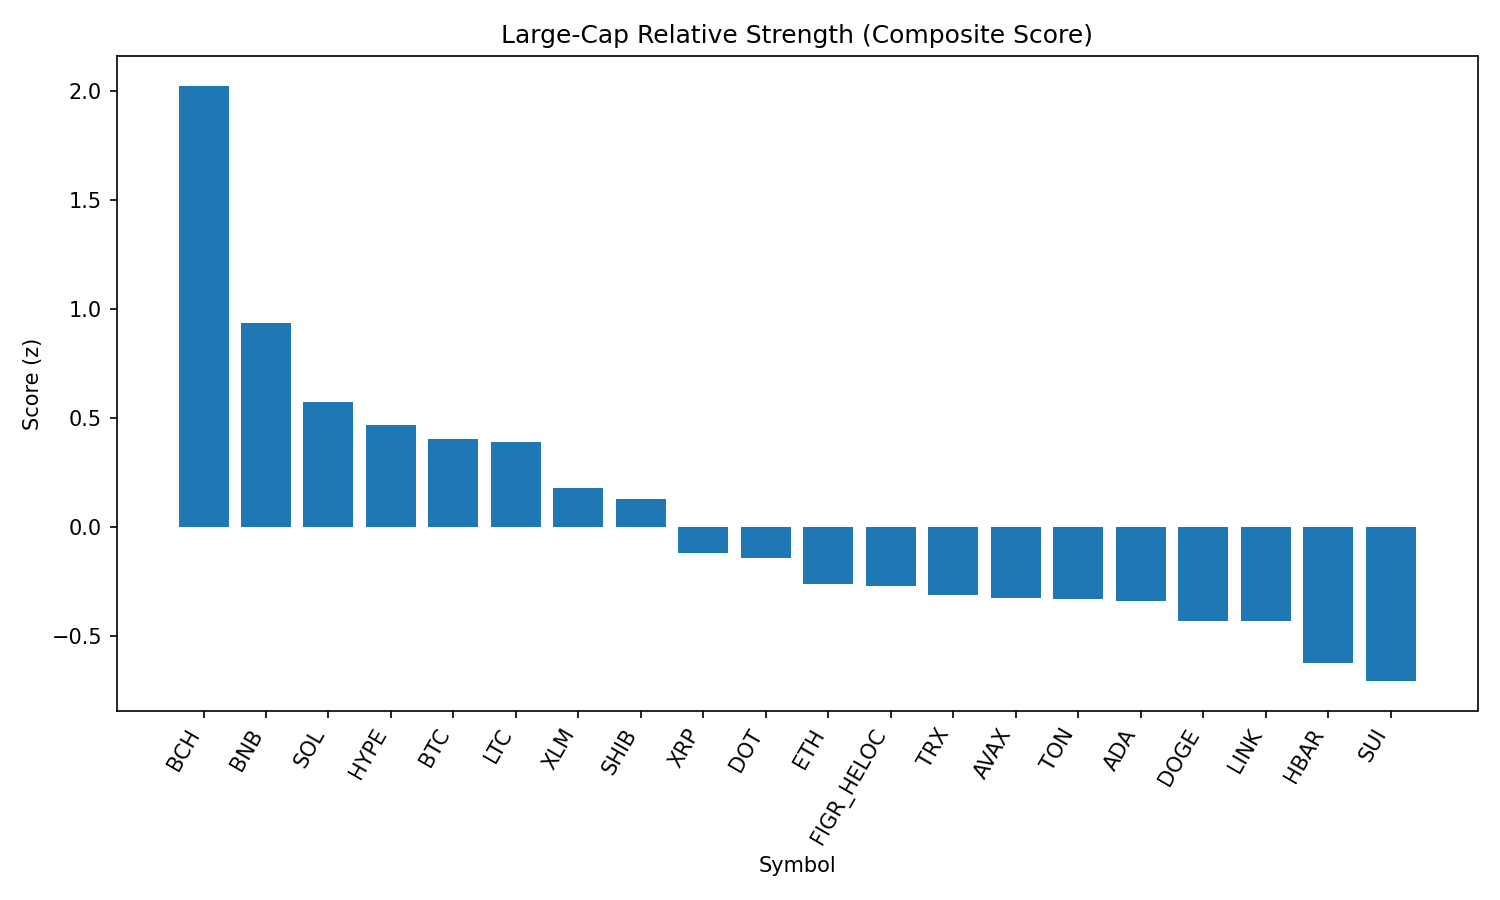 Large-Cap Relative Strength (Composite Score)
Score (z)
2.0
1.5
1.0
0.5
0.0
−0.5
BCH
BNB
SOL
HYPE
BTC
LTC
XLM
SHIB
XRP
DOT
ETH
FIGR_HELOC
TRX
AVAX
TON
ADA
DOGE
LINK
HBAR
SUI
Symbol